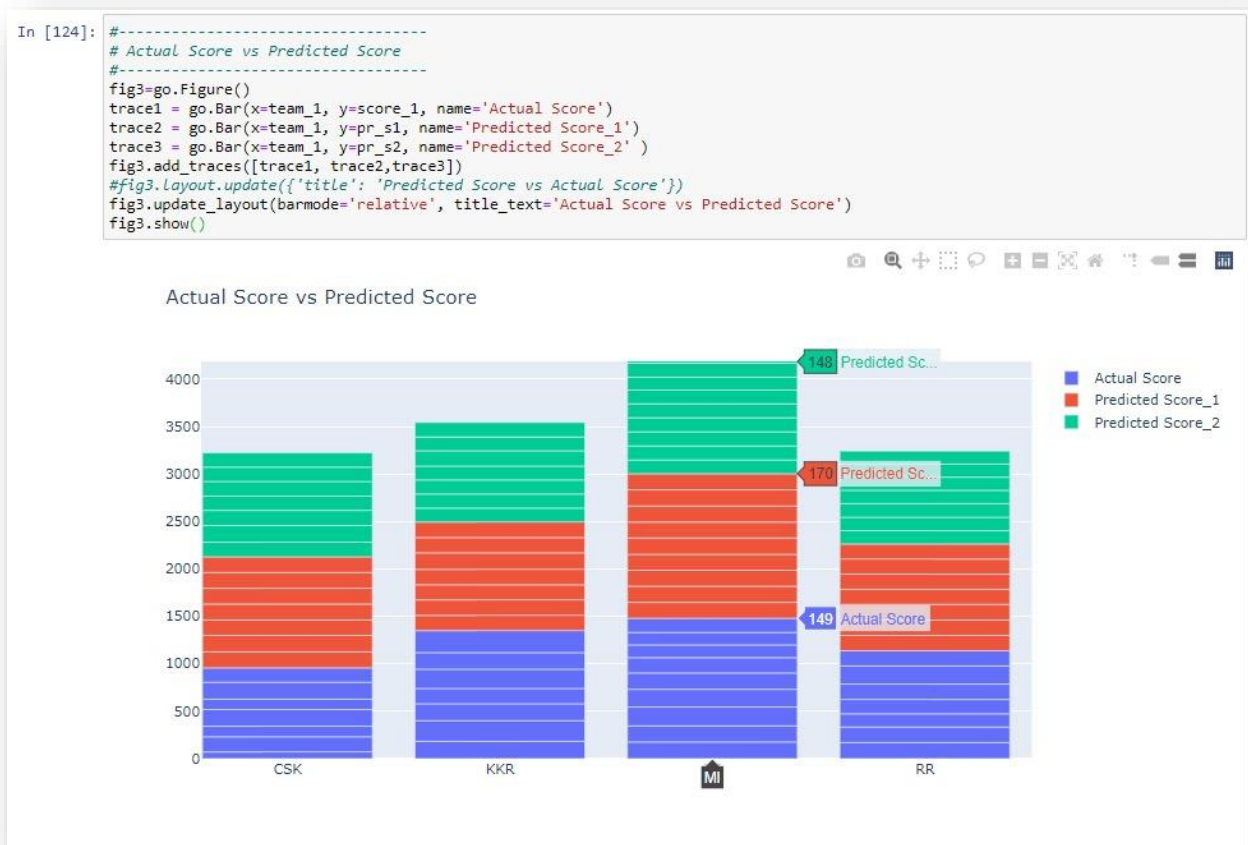 In [124]: #-----------------------------------
# Actual Score vs Predicted Score
#-----------------------------------
fig3=go.Figure()
trace1 = go.Bar(x=team_1, y=score_1, name='Actual Score')
trace2 = go.Bar(x=team_1, y=pr_s1, name='Predicted Score_1')
trace3 = go.Bar(x=team_1, y=pr_s2, name='Predicted Score_2' )
fig3.add_traces([trace1, trace2,trace3])
#fig3.layout.update({'title': 'Predicted Score vs Actual Score'})
fig3.update_layout(barmode='relative', title_text='Actual Score vs Predicted Score')
fig3.show()
Actual Score vs Predicted Score
148 Predicted Sc...
4000
Actual Score
Predicted Score_1
Predicted Score_2
3500
3000
170 Predicted Sc...
2500
2000
1500
149 Actual Score
1000
500
0
CSK KKR MI RR